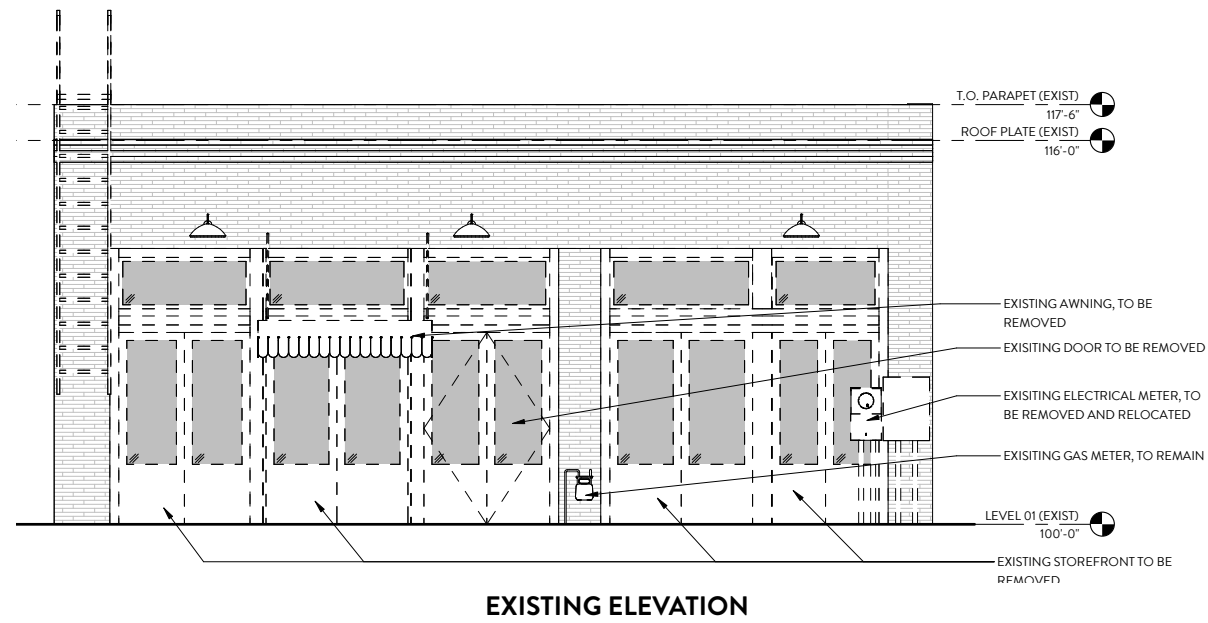 T.O. PARAPET (EXIST)
117'-6"
ROOF PLATE (EXIST)
116'-0"
EXISTING AWNING, TO BE
REMOVED
EXISITING DOOR TO BE REMOVED
EXISITING ELECTRICAL METER, TO
BE REMOVED AND RELOCATED
EXISITING GAS METER, TO REMAIN
LEVEL 01 (EXIST)
100'-0"
EXISTING STOREFRONT TO BE
REMOVED
EXISTING ELEVATION